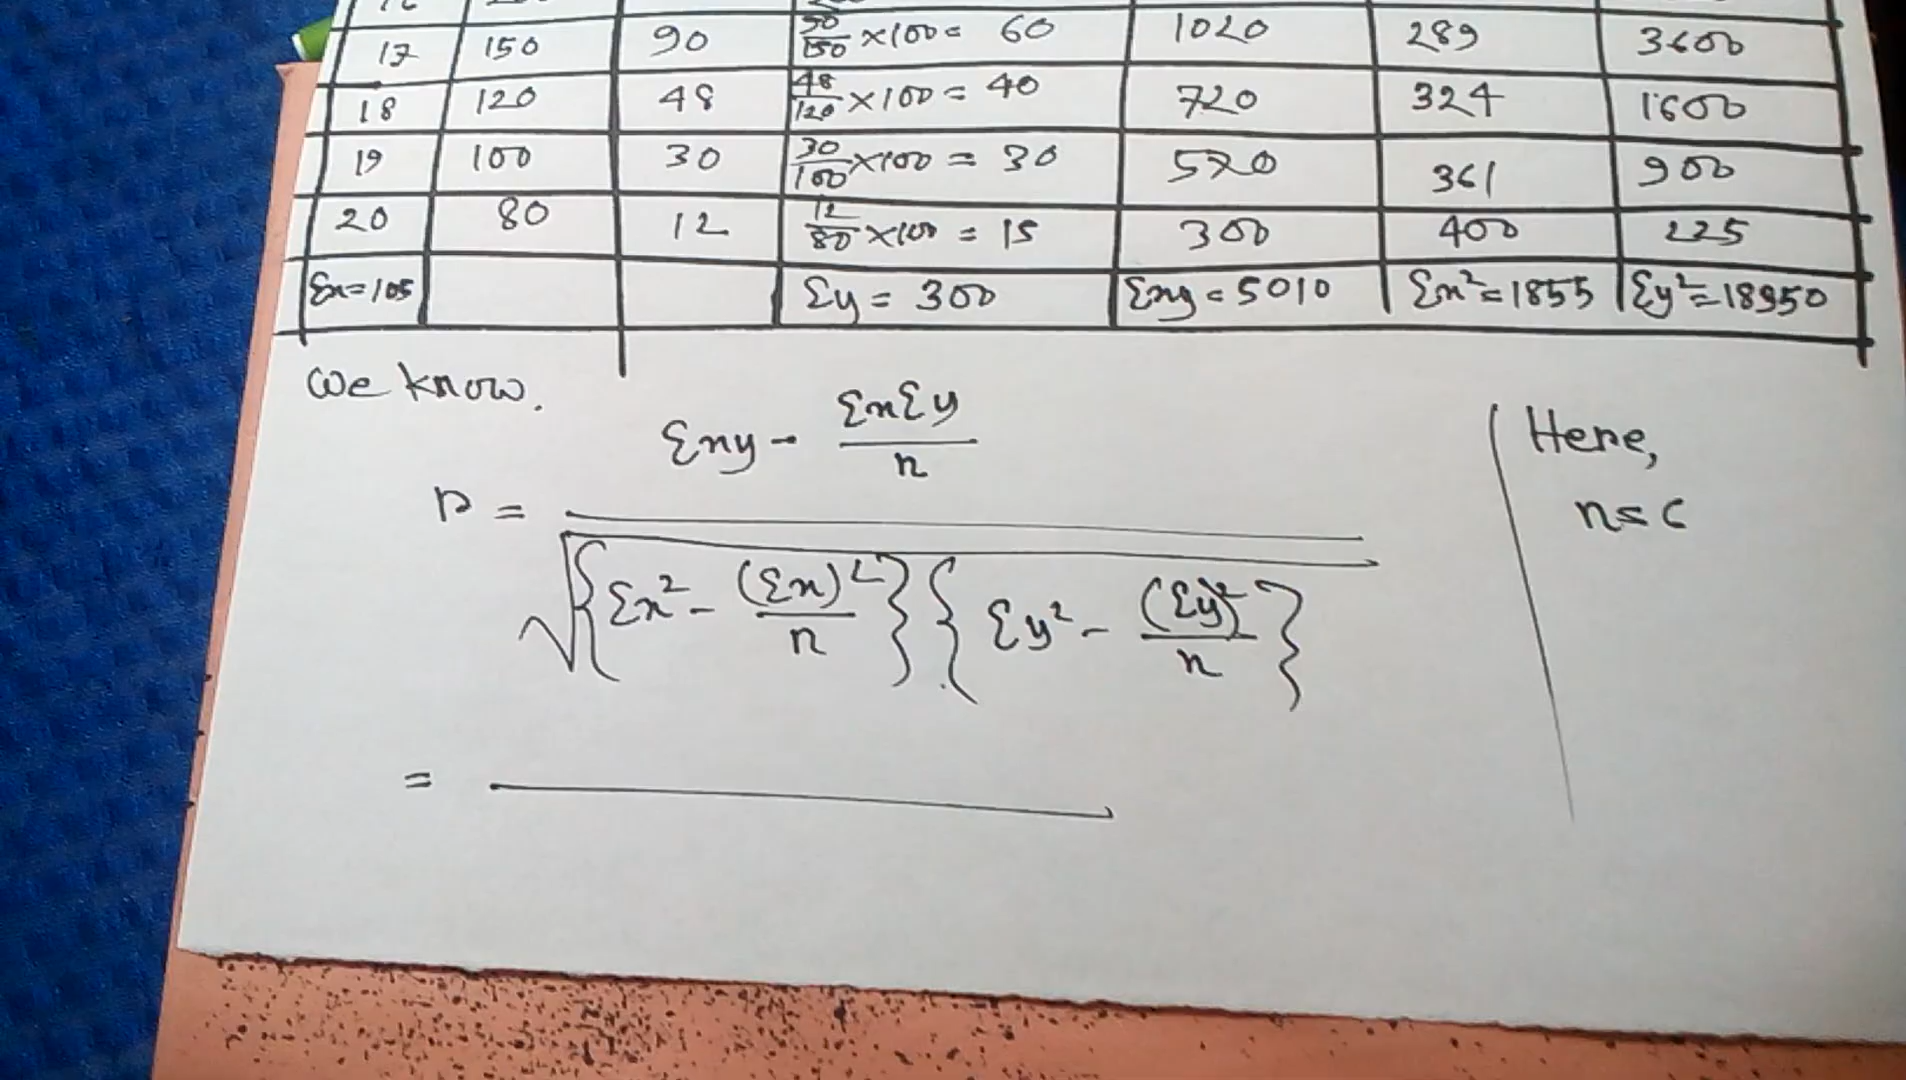 17 150 90 90/150 ×100 = 60 1020 289 3600
18 120 48 48/120 ×100 = 40 720 324 1600
19 100 30 30/100 ×100 = 30 570 361 900
20 80 12 12/80 ×100 = 15 300 400 225
Σx=105 Σy = 300 Σxy = 5010 Σx²=1855 Σy²=18950
We know.
r = (Σxy - ΣxΣy/n) / √{Σx² - (Σx)²/n}{Σy² - (Σy)²/n}
=
Here,
n=6